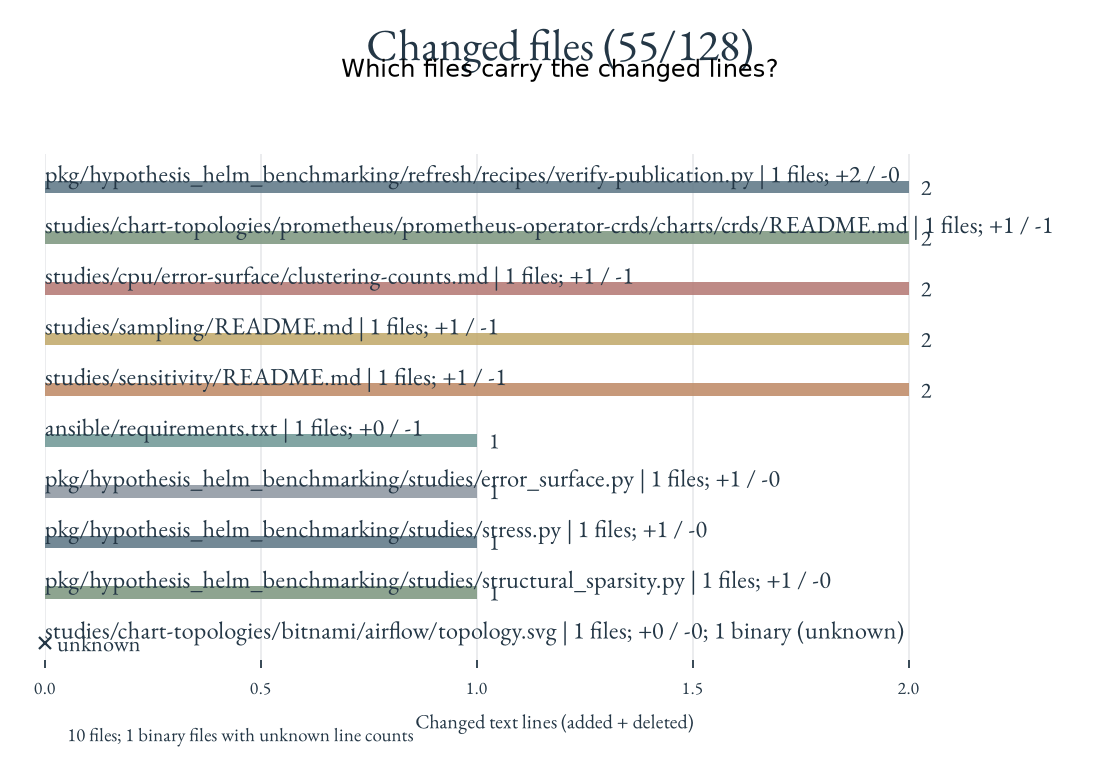 Changed files (55/128)
Which files carry the changed lines?
pkg/hypothesis_helm_benchmarking/refresh/recipes/verify-publication.py | 1 files; +2 / -0
2
studies/chart-topologies/prometheus/prometheus-operator-crds/charts/crds/README.md | 1 files; +1 / -1
2
studies/cpu/error-surface/clustering-counts.md | 1 files; +1 / -1
2
studies/sampling/README.md | 1 files; +1 / -1
2
studies/sensitivity/README.md | 1 files; +1 / -1
2
ansible/requirements.txt | 1 files; +0 / -1
1
pkg/hypothesis_helm_benchmarking/studies/error_surface.py | 1 files; +1 / -0
1
pkg/hypothesis_helm_benchmarking/studies/stress.py | 1 files; +1 / -0
1
pkg/hypothesis_helm_benchmarking/studies/structural_sparsity.py | 1 files; +1 / -0
1
studies/chart-topologies/bitnami/airflow/topology.svg | 1 files; +0 / -0; 1 binary (unknown)
unknown
0.0 0.5 1.0 1.5 2.0
Changed text lines (added + deleted)
10 files; 1 binary files with unknown line counts